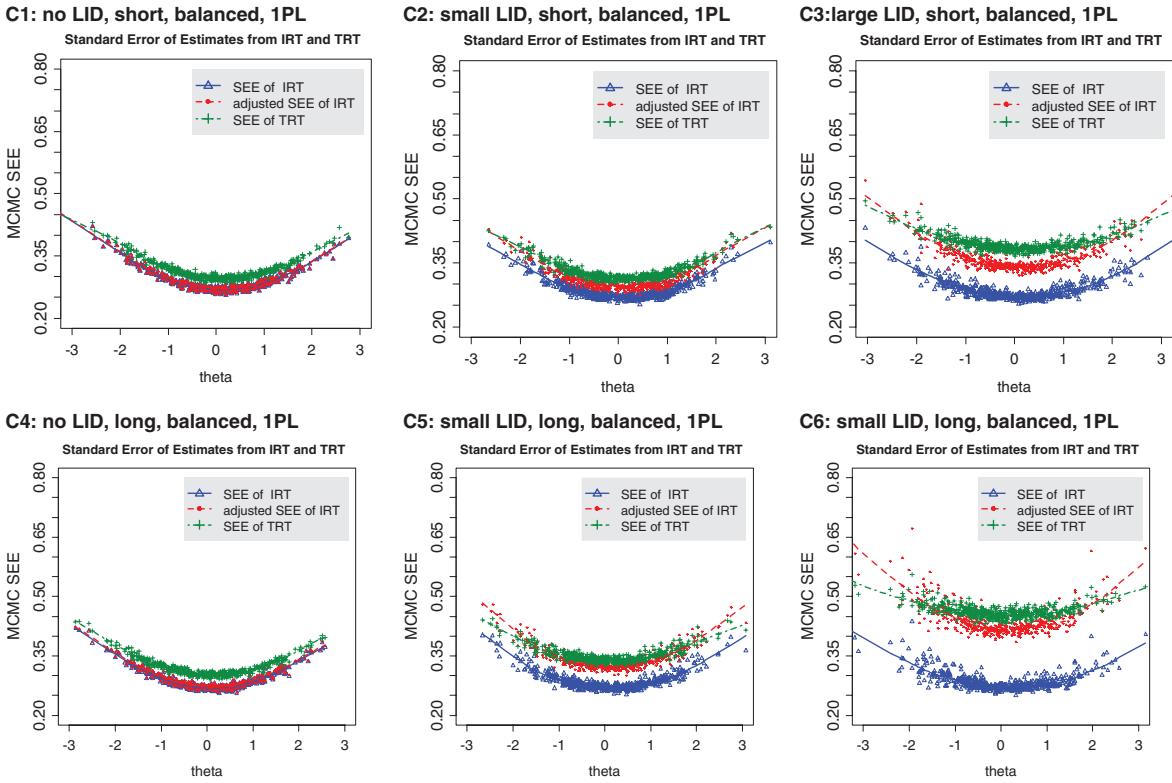 C1: no LID, short, balanced, 1PL
Standard Error of Estimates from IRT and TRT
MCMC SEE
0.80
0.65
0.50
0.35
0.20
SEE of IRT
adjusted SEE of IRT
SEE of TRT
-3 -2 -1 0 1 2 3
theta
C2: small LID, short, balanced, 1PL
Standard Error of Estimates from IRT and TRT
MCMC SEE
0.80
0.65
0.50
0.35
0.20
SEE of IRT
adjusted SEE of IRT
SEE of TRT
-3 -2 -1 0 1 2 3
theta
C3:large LID, short, balanced, 1PL
Standard Error of Estimates from IRT and TRT
MCMC SEE
0.80
0.65
0.50
0.35
0.20
SEE of IRT
adjusted SEE of IRT
SEE of TRT
-3 -2 -1 0 1 2 3
theta
C4: no LID, long, balanced, 1PL
Standard Error of Estimates from IRT and TRT
MCMC SEE
0.80
0.65
0.50
0.35
0.20
SEE of IRT
adjusted SEE of IRT
SEE of TRT
-3 -2 -1 0 1 2 3
theta
C5: small LID, long, balanced, 1PL
Standard Error of Estimates from IRT and TRT
MCMC SEE
0.80
0.65
0.50
0.35
0.20
SEE of IRT
adjusted SEE of IRT
SEE of TRT
-3 -2 -1 0 1 2 3
theta
C6: small LID, long, balanced, 1PL
Standard Error of Estimates from IRT and TRT
MCMC SEE
0.80
0.65
0.50
0.35
0.20
SEE of IRT
adjusted SEE of IRT
SEE of TRT
-3 -2 -1 0 1 2 3
theta